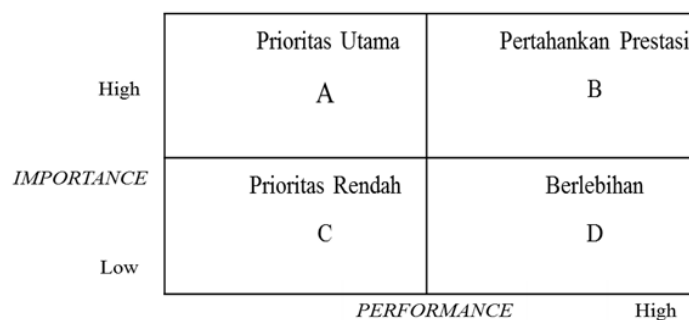 Prioritas Utama Pertahankan Prestasi
High A B
IMPORTANCE Prioritas Rendah Berlebihan
C D
Low
PERFORMANCE High